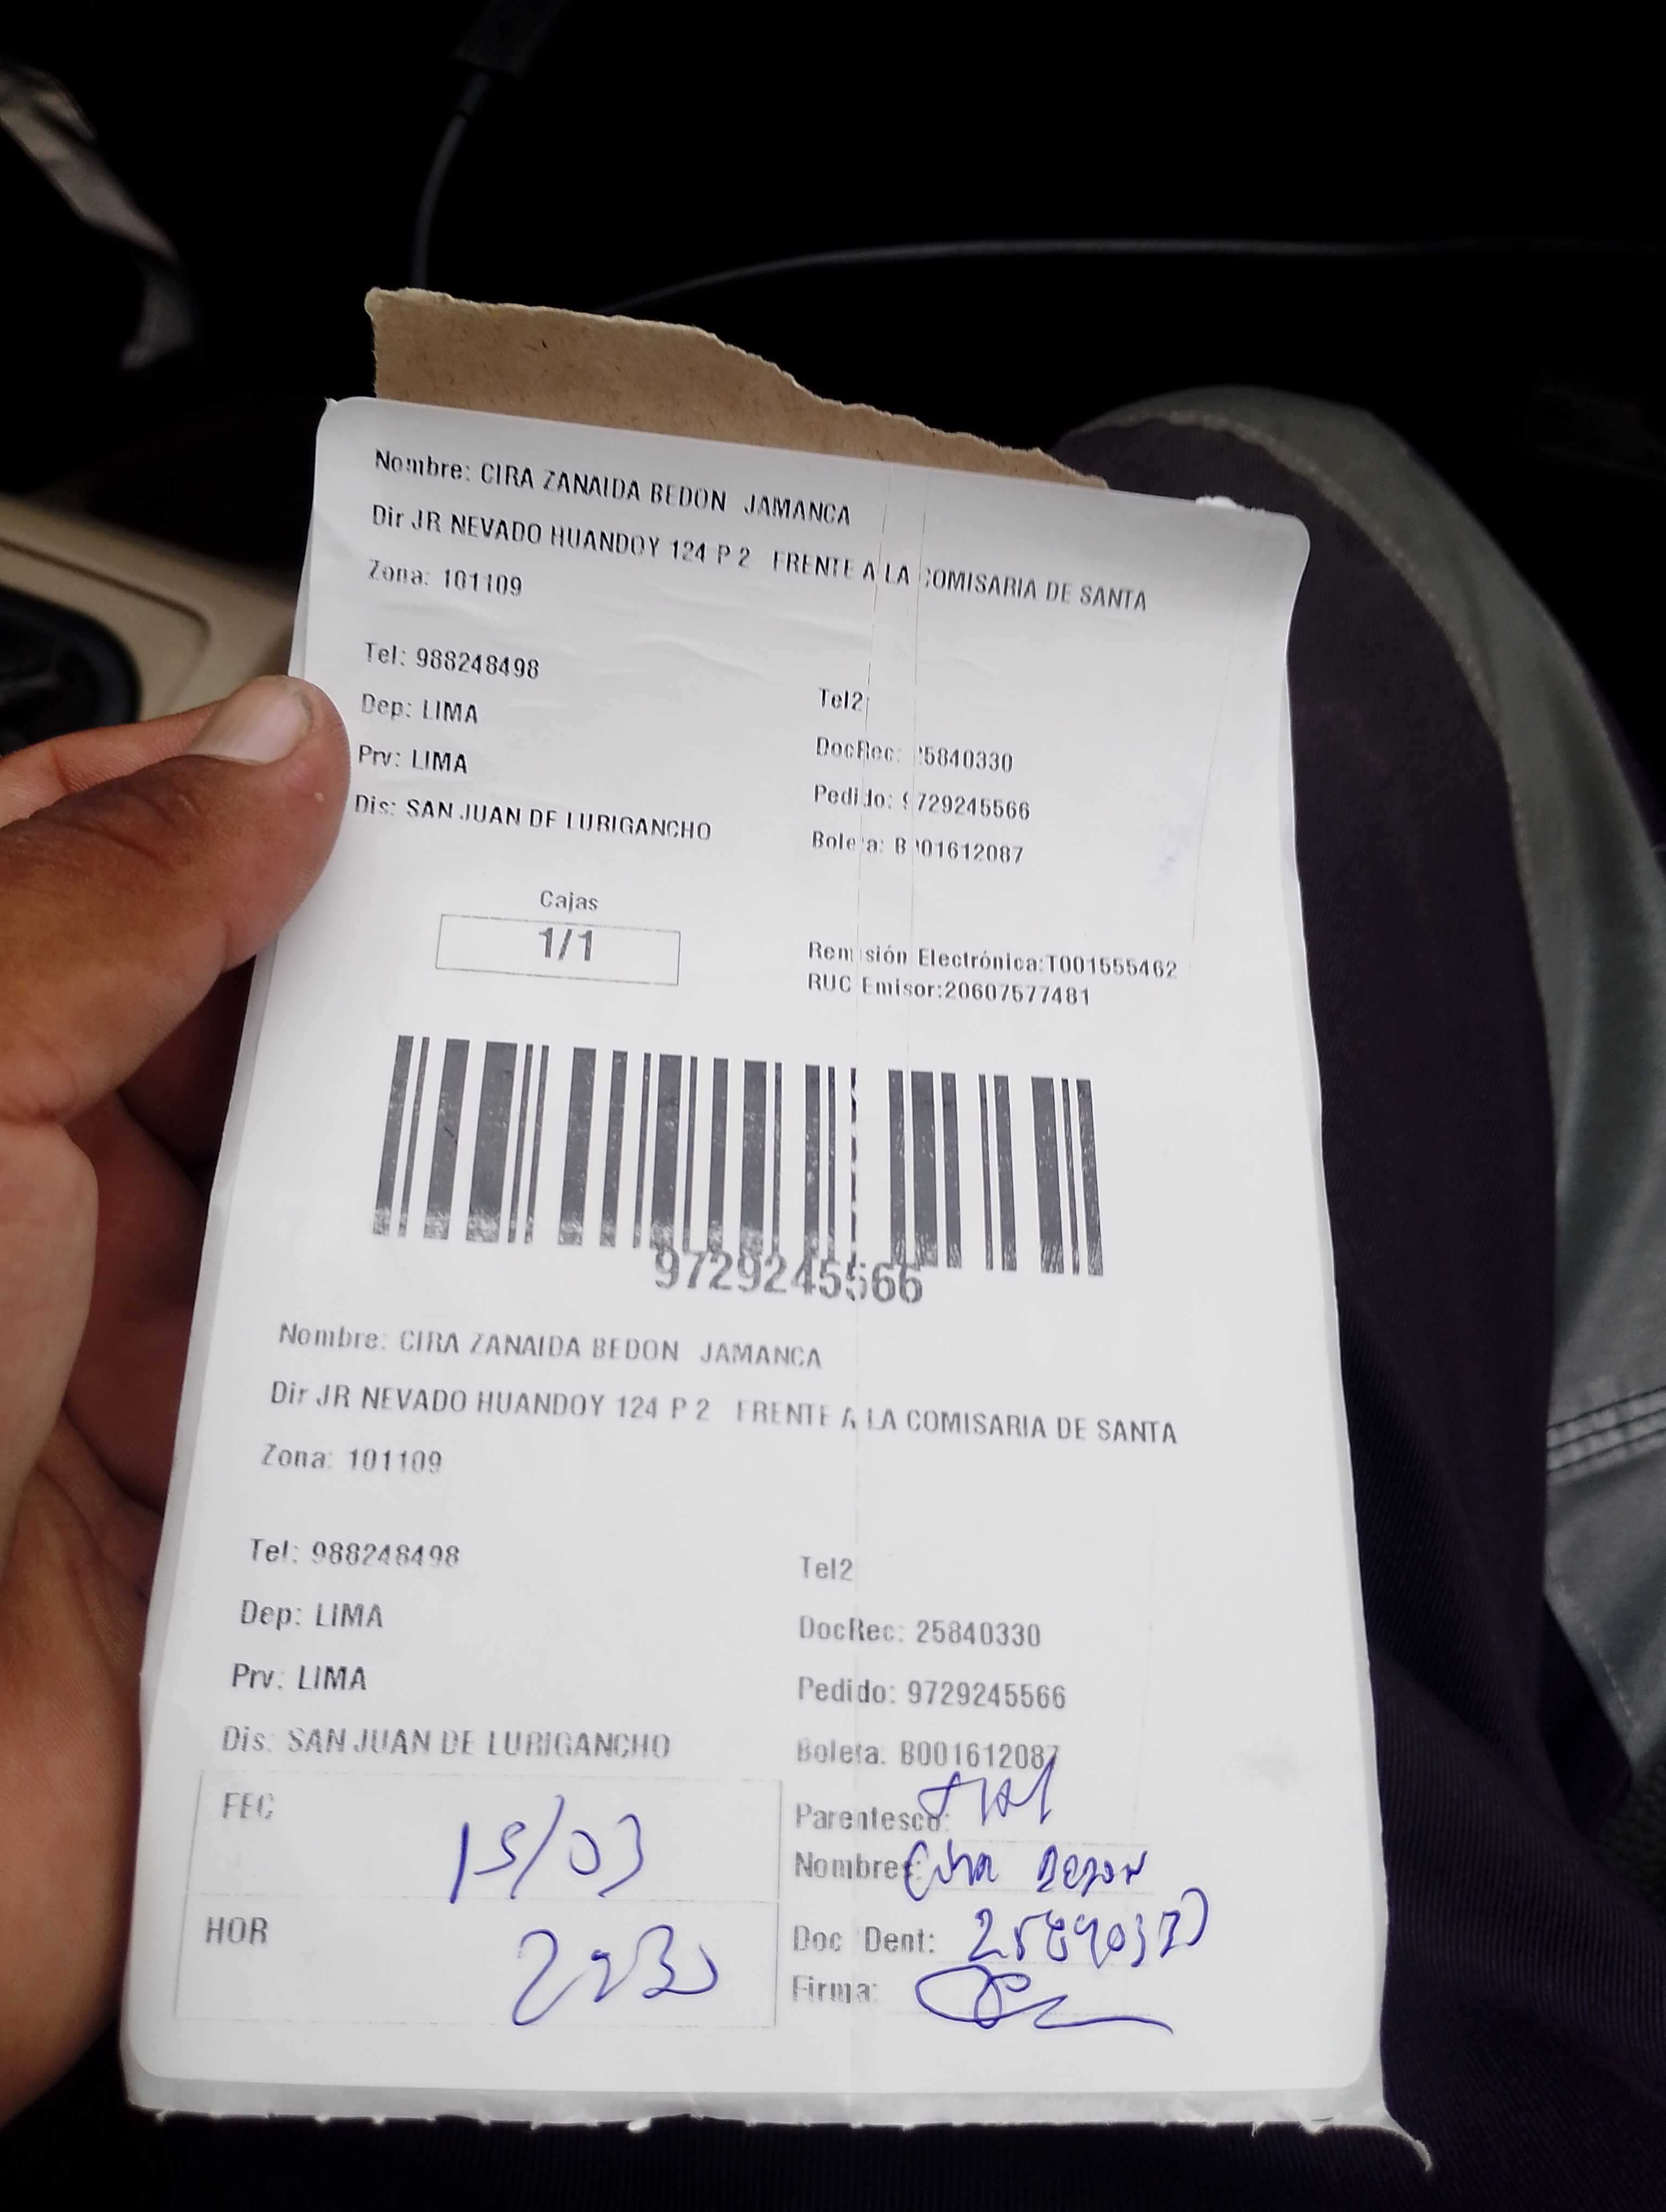 Nombre: CIRA ZANAIDA BEDON JAMANCA
Dir JR NEVADO HUANDOY 124 P 2 FRENTE A LA COMISARIA DE SANTA
Zona: 101109
Tel: 988248498
Tel2:
Dep: LIMA
DocRec: 25840330
Prv: LIMA
Pedido: 9729245566
Dis: SAN JUAN DE LURIGANCHO
Boleta: B001612087
Cajas
1/1
Remisión Electrónica:T001555462
RUC Emisor:20607577481
9729245566
Nombre: CIRA ZANAIDA BEDON JAMANCA
Dir JR NEVADO HUANDOY 124 P 2 FRENTE A LA COMISARIA DE SANTA
Zona: 101109
Tel: 988248498
Tel2
Dep: LIMA
DocRec: 25840330
Prv: LIMA
Pedido: 9729245566
Dis: SAN JUAN DE LURIGANCHO
Boleta: B001612087
FEC
15/03
Parentesco:
Nombre:
HOR
Doc Dent:
Firma: